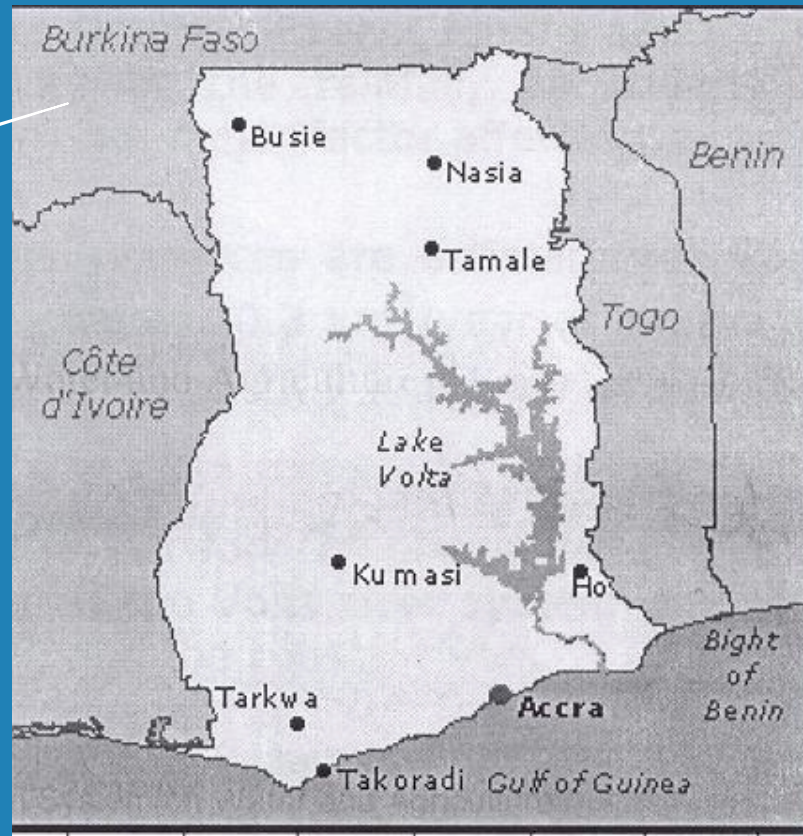 Burkina Faso
Busie
Benin
Nasia
Tamale
Togo
Côte
d'Ivoire
Lake
Volta
Kumasi
Ho
Bight
of
Benin
Tarkwa
Accra
Takoradi
Gulf of Guinea